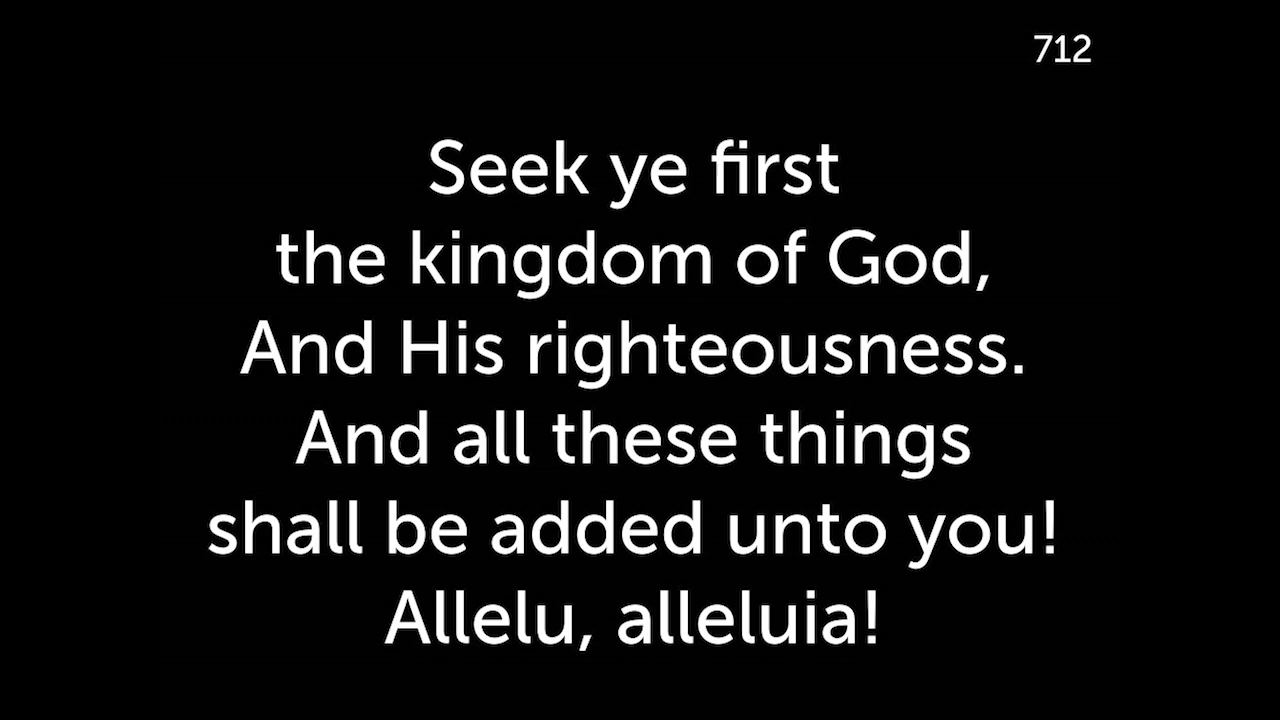 712
Seek ye first
the kingdom of God,
And His righteousness.
And all these things
shall be added unto you!
Allelu, alleluia!